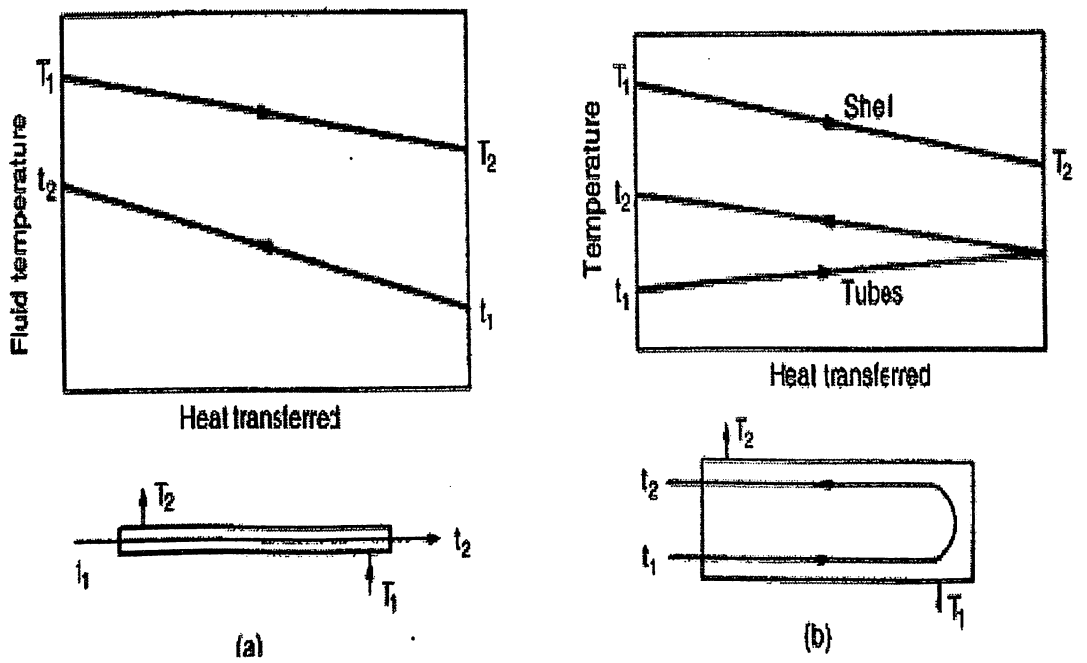 T₁
T₂
t₂
t₁
Fluid temperature
Heat transferred
T₂
t₁
t₂
T₁
(a)
T₁
Shel
T₂
t₂
t₁
Tubes
Temperature
Heat transferred
T₂
t₂
t₁
T₁
(b)